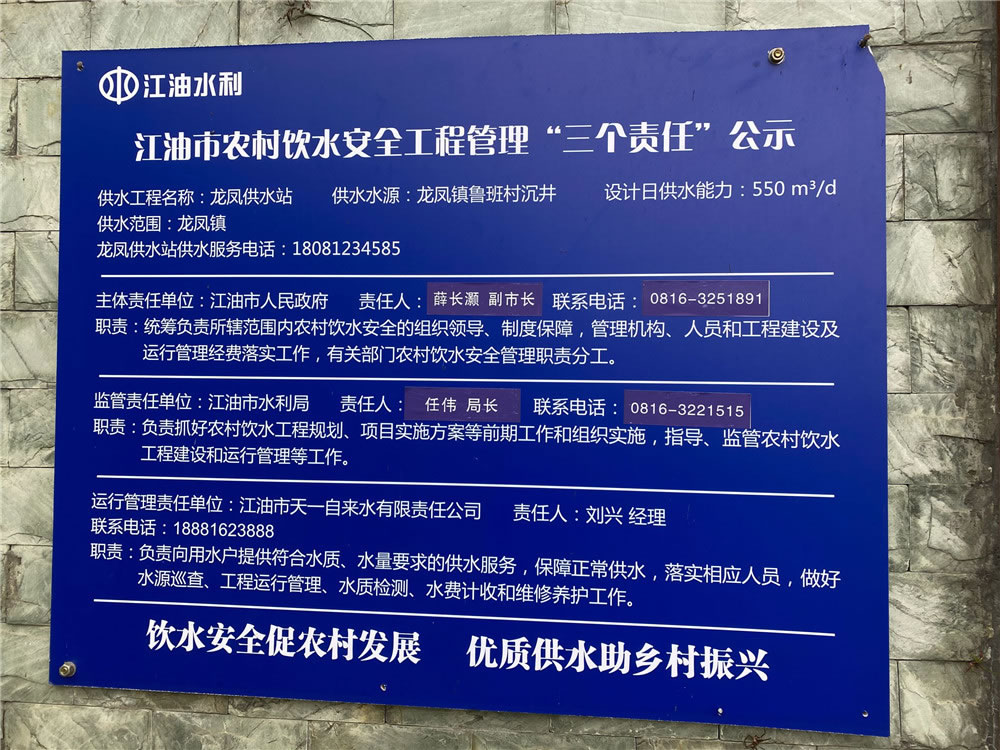 江油水利
江油市农村饮水安全工程管理“三个责任”公示
供水工程名称：龙凤供水站 供水水源：龙凤镇鲁班村沉井 设计日供水能力：550 m³/d
供水范围：龙凤镇
龙凤供水站供水服务电话：18081234585
主体责任单位：江油市人民政府 责任人：薛长灏 副市长 联系电话：0816-3251891
职责：统筹负责所辖范围内农村饮水安全的组织领导、制度保障，管理机构、人员和工程建设及
运行管理经费落实工作，有关部门农村饮水安全管理职责分工。
监管责任单位：江油市水利局 责任人：任伟 局长 联系电话：0816-3221515
职责：负责抓好农村饮水工程规划、项目实施方案等前期工作和组织实施，指导、监管农村饮水
工程建设和运行管理等工作。
运行管理责任单位：江油市天一自来水有限责任公司 责任人：刘兴 经理
联系电话：18881623888
职责：负责向用水户提供符合水质、水量要求的供水服务，保障正常供水，落实相应人员，做好
水源巡查、工程运行管理、水质检测、水费计收和维修养护工作。
饮水安全促农村发展 优质供水助乡村振兴